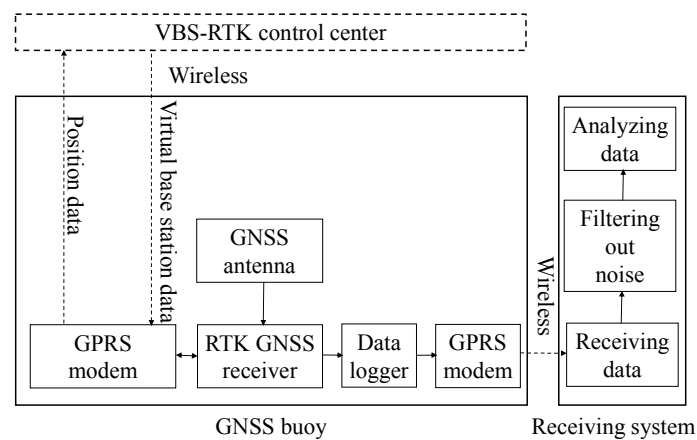 VBS-RTK control center
Wireless
Position data
Virtual base station data
GNSS
antenna
GPRS
modem
RTK GNSS
receiver
Data
logger
GPRS
modem
Wireless
Analyzing
data
Filtering
out
noise
Receiving
data
GNSS buoy
Receiving system